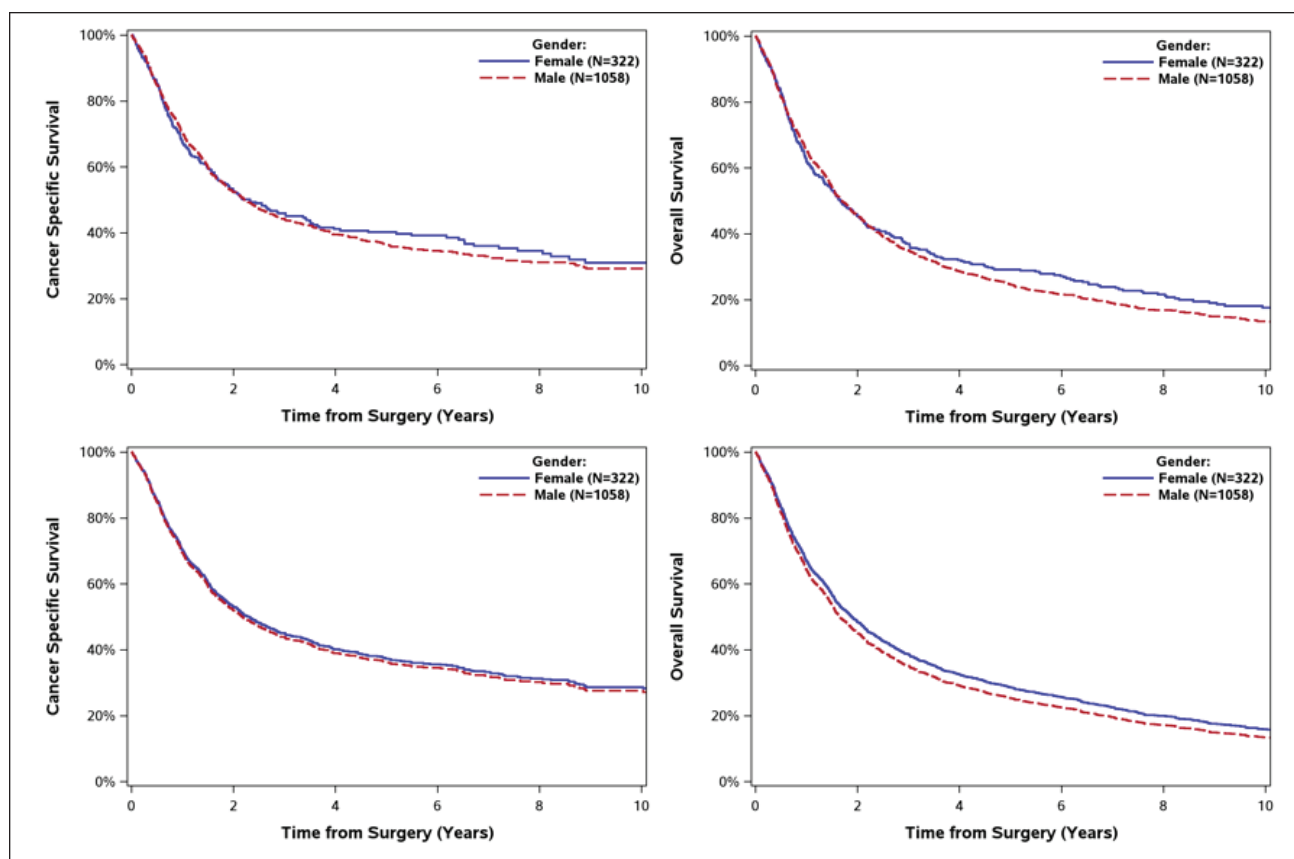 Cancer Specific Survival
100%
80%
60%
40%
20%
0%
Gender:
Female (N=322)
Male (N=1058)
0 2 4 6 8 10
Time from Surgery (Years)
Overall Survival
100%
80%
60%
40%
20%
0%
Gender:
Female (N=322)
Male (N=1058)
0 2 4 6 8 10
Time from Surgery (Years)
Cancer Specific Survival
100%
80%
60%
40%
20%
0%
Gender:
Female (N=322)
Male (N=1058)
0 2 4 6 8 10
Time from Surgery (Years)
Overall Survival
100%
80%
60%
40%
20%
0%
Gender:
Female (N=322)
Male (N=1058)
0 2 4 6 8 10
Time from Surgery (Years)